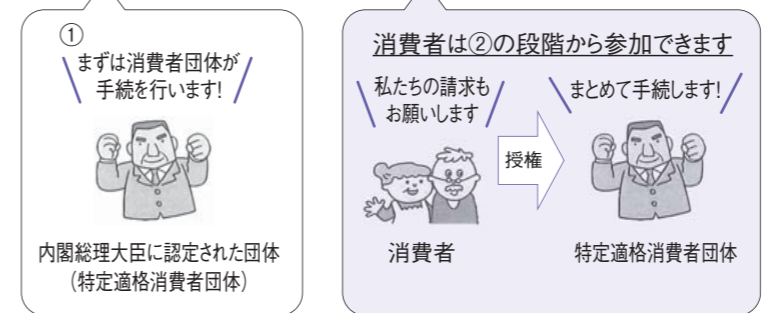 ①
まずは消費者団体が
手続を行います!
内閣総理大臣に認定された団体
(特定適格消費者団体)
消費者は②の段階から参加できます
私たちの請求も
お願いします
授権
まとめて手続します!
消費者
特定適格消費者団体